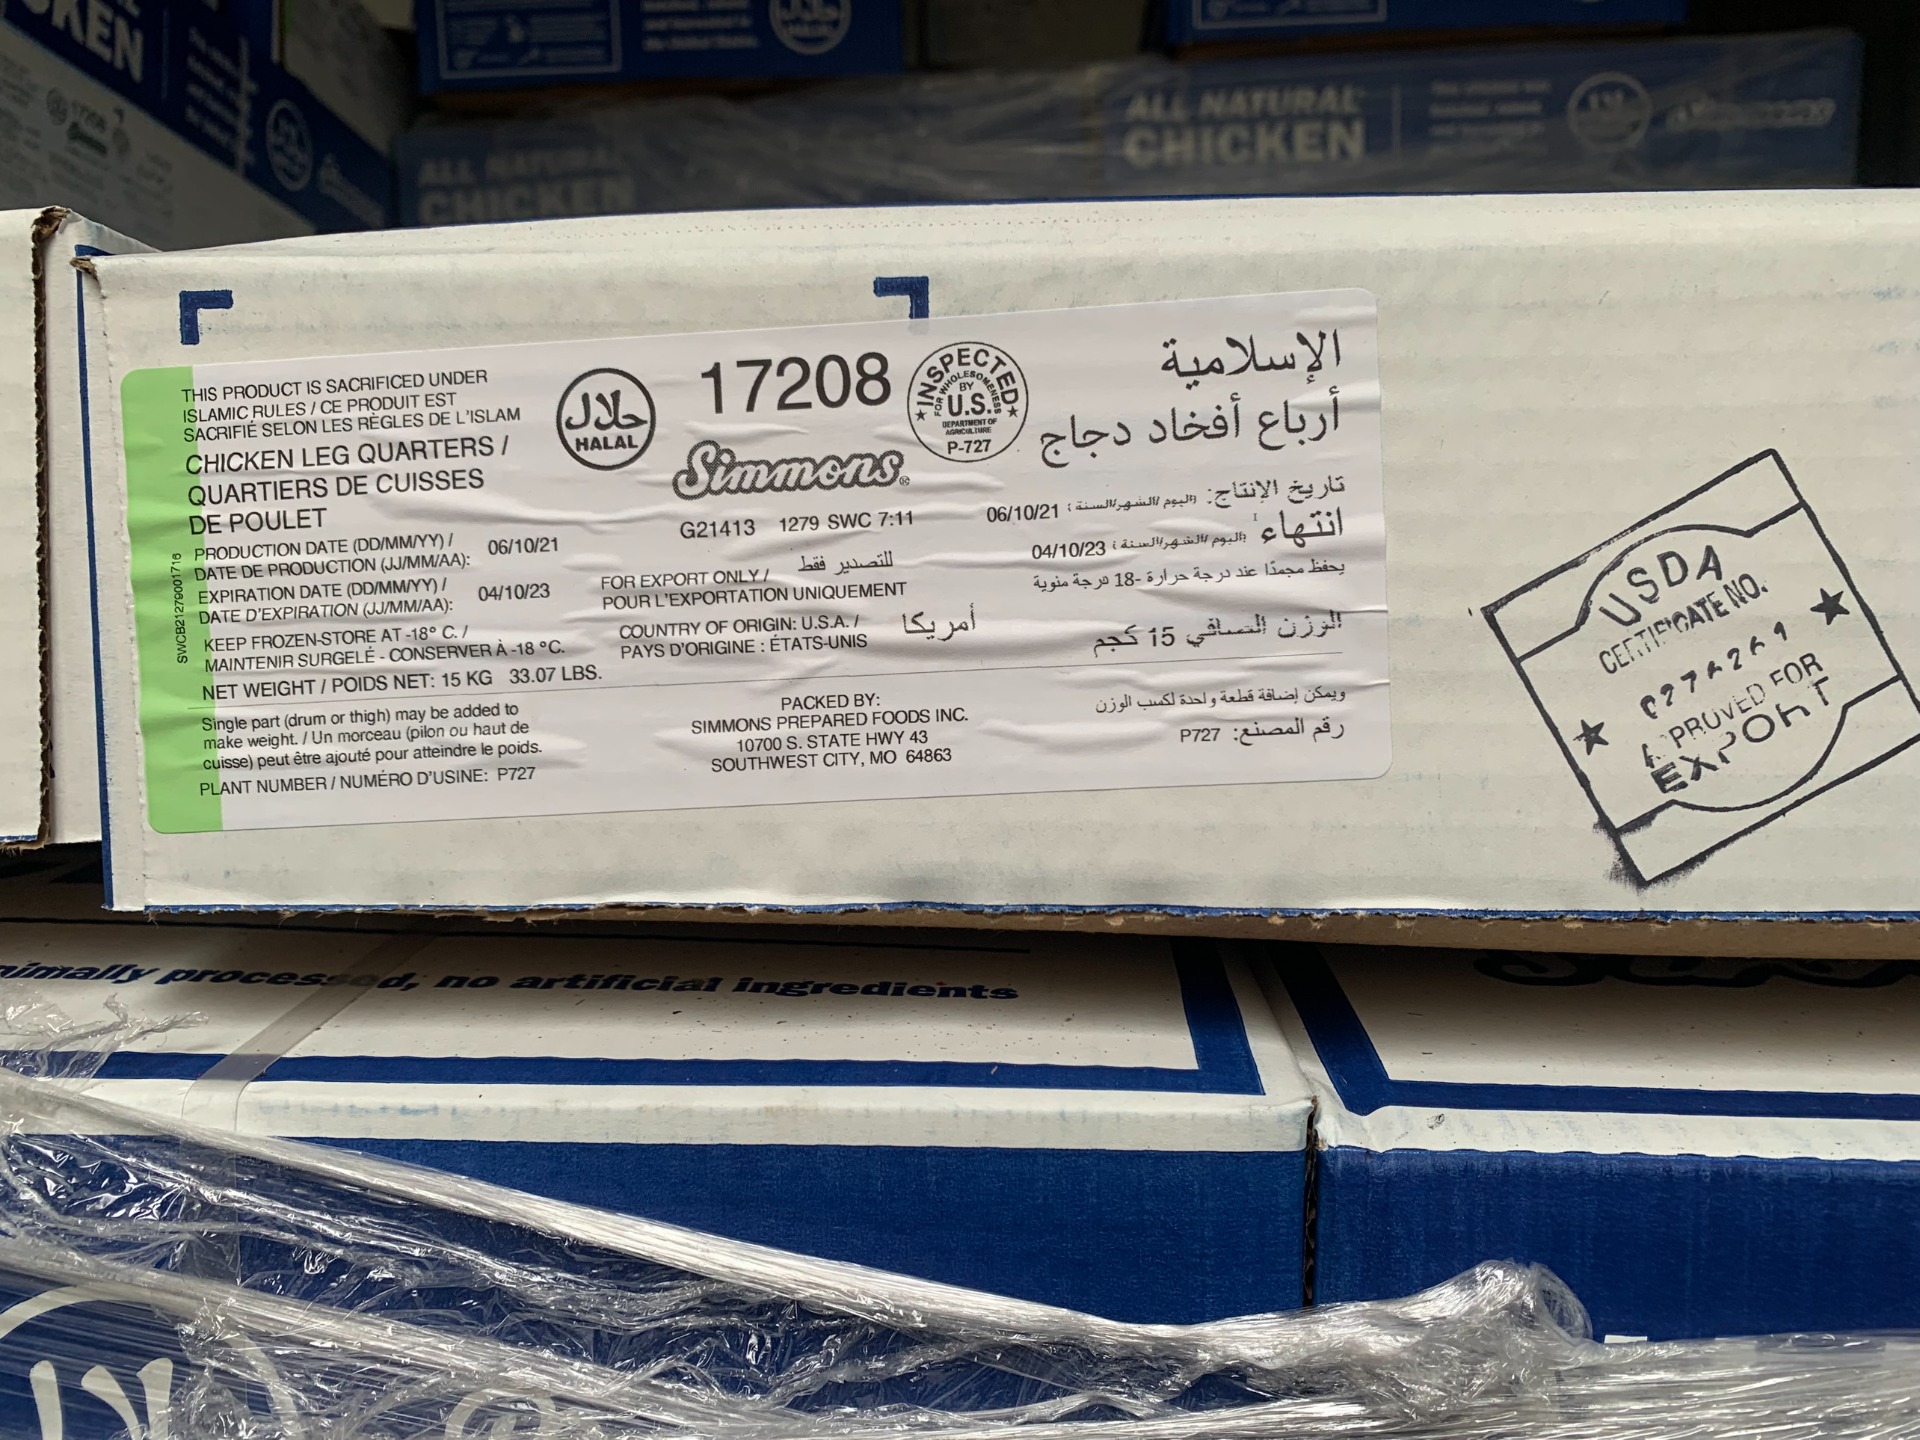 ALL NATURAL
CHICKEN
ALL NATURAL
CHICKEN
THIS PRODUCT IS SACRIFICED UNDER
ISLAMIC RULES / CE PRODUIT EST
SACRIFIÉ SELON LES RÈGLES DE L'ISLAM
CHICKEN LEG QUARTERS /
QUARTIERS DE CUISSES
DE POULET
PRODUCTION DATE (DD/MM/YY) /
DATE DE PRODUCTION (JJ/MM/AA): 06/10/21
EXPIRATION DATE (DD/MM/YY) /
DATE D'EXPIRATION (JJ/MM/AA): 04/10/23
KEEP FROZEN-STORE AT -18° C. /
MAINTENIR SURGELÉ - CONSERVER À -18 °C.
NET WEIGHT / POIDS NET: 15 KG 33.07 LBS.
Single part (drum or thigh) may be added to
make weight. / Un morceau (pilon ou haut de
cuisse) peut être ajouté pour atteindre le poids.
PLANT NUMBER / NUMÉRO D'USINE: P727
SWCB21279001716
حلال
HALAL
17208
Simmons®
G21413 1279 SWC 7:11
للتصدير فقط
FOR EXPORT ONLY /
POUR L'EXPORTATION UNIQUEMENT
COUNTRY OF ORIGIN: U.S.A. /
PAYS D'ORIGINE : ÉTATS-UNIS
أمريكا
PACKED BY:
SIMMONS PREPARED FOODS INC.
10700 S. STATE HWY 43
SOUTHWEST CITY, MO 64863
INSPECTED
FOR WHOLESOMENESS
BY
U.S.
DEPARTMENT OF
AGRICULTURE
P-727
الإسلامية
أرباع أفخاد دجاج
تاريخ الإنتاج: (اليوم /الشهر/السنة) 06/10/21
انتهاء (اليوم /الشهر/السنة) 04/10/23
يحفظ مجمدًا عند درجة حرارة -18 درجة منوية
الوزن الصافي 15 كجم
ويمكن إضافة قطعة واحدة لكسب الوزن
رقم المصنع: P727
USDA
CERTIFICATE NO.
APPROVED FOR
EXPORT
processed, no artificial ingredients